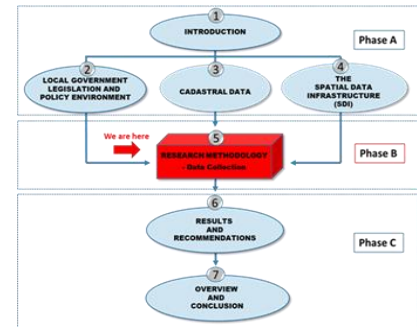 1
INTRODUCTION
Phase A
2
LOCAL GOVERNMENT
LEGISLATION AND
POLICY ENVIRONMENT
3
CADASTRAL DATA
4
THE
SPATIAL DATA
INFRASTRUCTURE
(SDI)
We are here
5
RESEARCH METHODOLOGY
- Data Collection
Phase B
6
RESULTS
AND
RECOMMENDATIONS
Phase C
7
OVERVIEW
AND
CONCLUSION